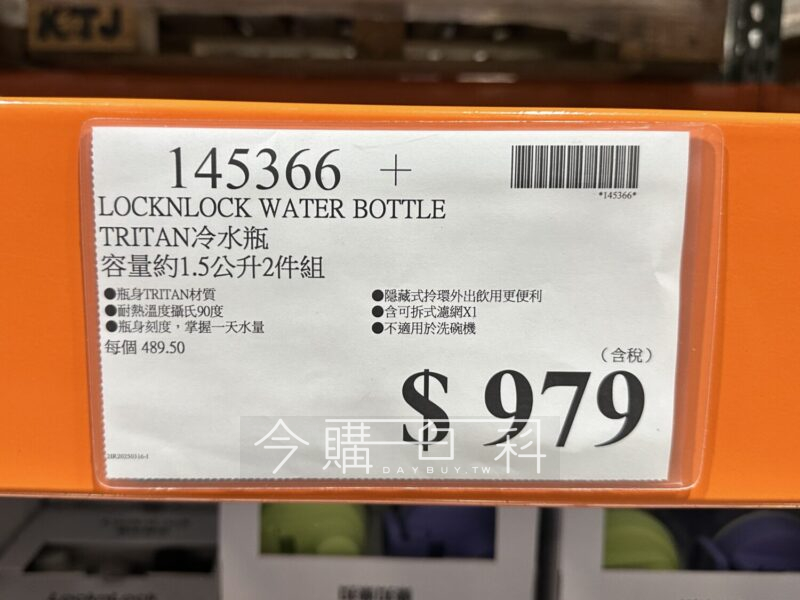 KTJ
145366 +
*145366*
LOCKNLOCK WATER BOTTLE
TRITAN冷水瓶
容量約1.5公升2件組
●瓶身TRITAN材質
●耐熱溫度攝氏90度
●瓶身刻度，掌握一天水量
●隱藏式拎環外出飲用更便利
●含可拆式濾網X1
●不適用於洗碗機
每個 489.50
（含稅）
$ 979
今購百科
DAYBUY.TW